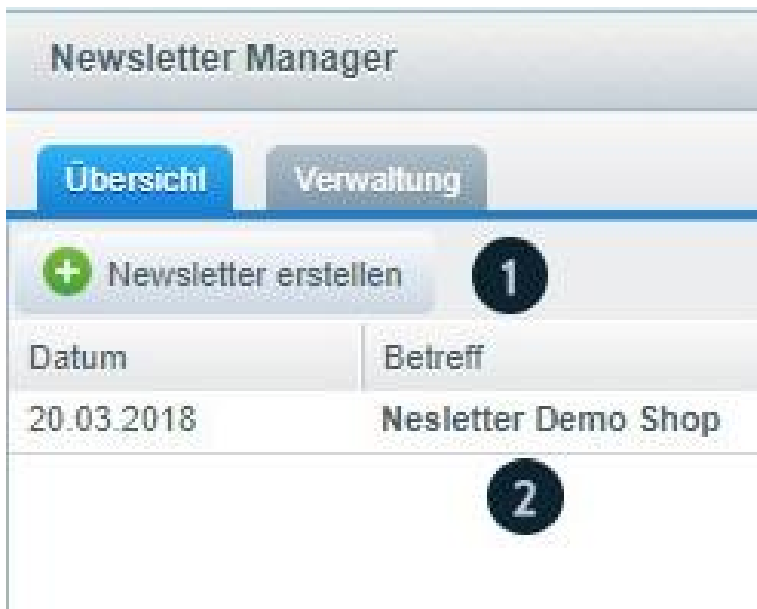 Newsletter Manager
Übersicht Verwaltung
Newsletter erstellen 1
Datum Betreff
20.03.2018 Nesletter Demo Shop
2